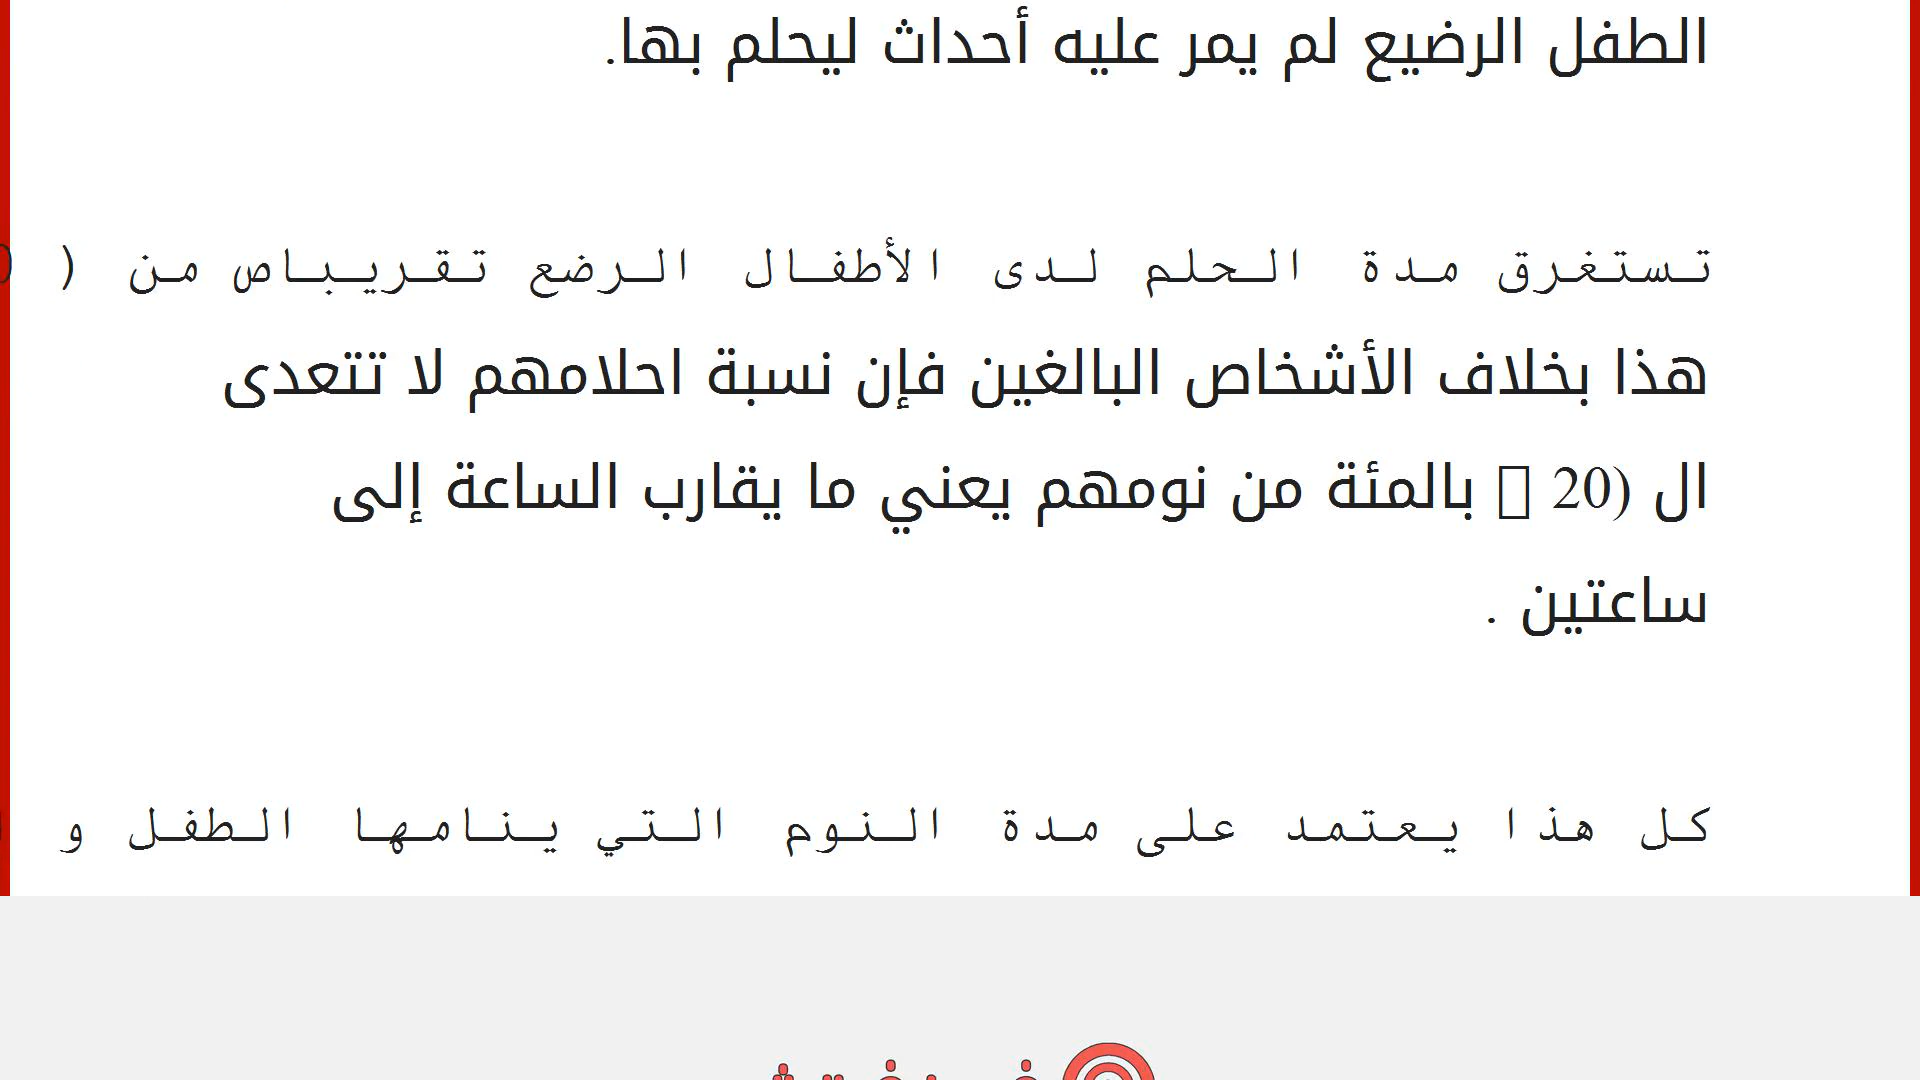 الطفل الرضيع لم يمر عليه أحداث ليحلم بها.
تستغرق مدة الحلم لدى الأطفال الرضع تقريباص من (
هذا بخلاف الأشخاص البالغين فإن نسبة احلامهم لا تتعدى
ال (20 ٪ بالمئة من نومهم يعني ما يقارب الساعة إلى
ساعتين .
كل هذا يعتمد على مدة النوم التي ينامها الطفل و